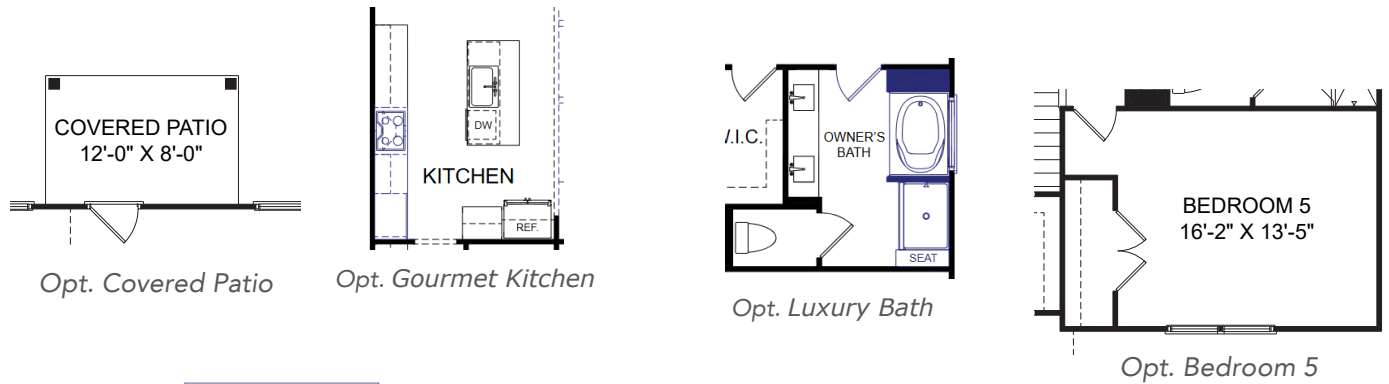 COVERED PATIO
12'-0" X 8'-0"
Opt. Covered Patio
DW
KITCHEN
REF.
Opt. Gourmet Kitchen
W.I.C.
OWNER'S
BATH
SEAT
Opt. Luxury Bath
BEDROOM 5
16'-2" X 13'-5"
Opt. Bedroom 5